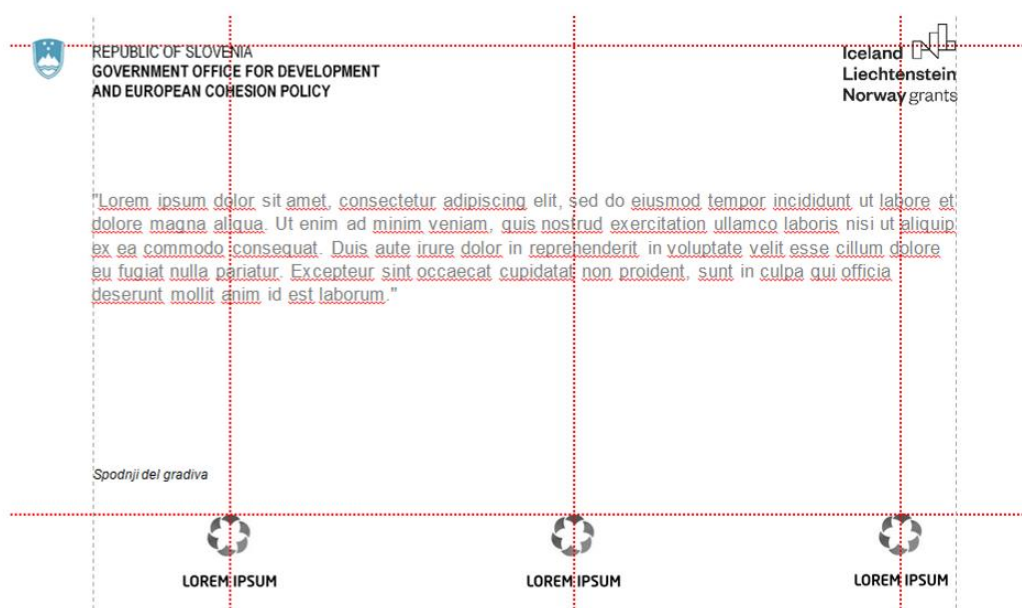 REPUBLIC OF SLOVENIA
GOVERNMENT OFFICE FOR DEVELOPMENT
AND EUROPEAN COHESION POLICY
Iceland
Liechtenstein
Norway grants
"Lorem ipsum dolor sit amet, consectetur adipiscing elit, sed do eiusmod tempor incididunt ut labore et
dolore magna aliqua. Ut enim ad minim veniam, quis nostrud exercitation ullamco laboris nisi ut aliquip
ex ea commodo consequat. Duis aute irure dolor in reprehenderit in voluptate velit esse cillum dolore
eu fugiat nulla pariatur. Excepteur sint occaecat cupidatat non proident, sunt in culpa qui officia
deserunt mollit anim id est laborum."
Spodnji del gradiva
LOREM IPSUM
LOREM IPSUM
LOREM IPSUM